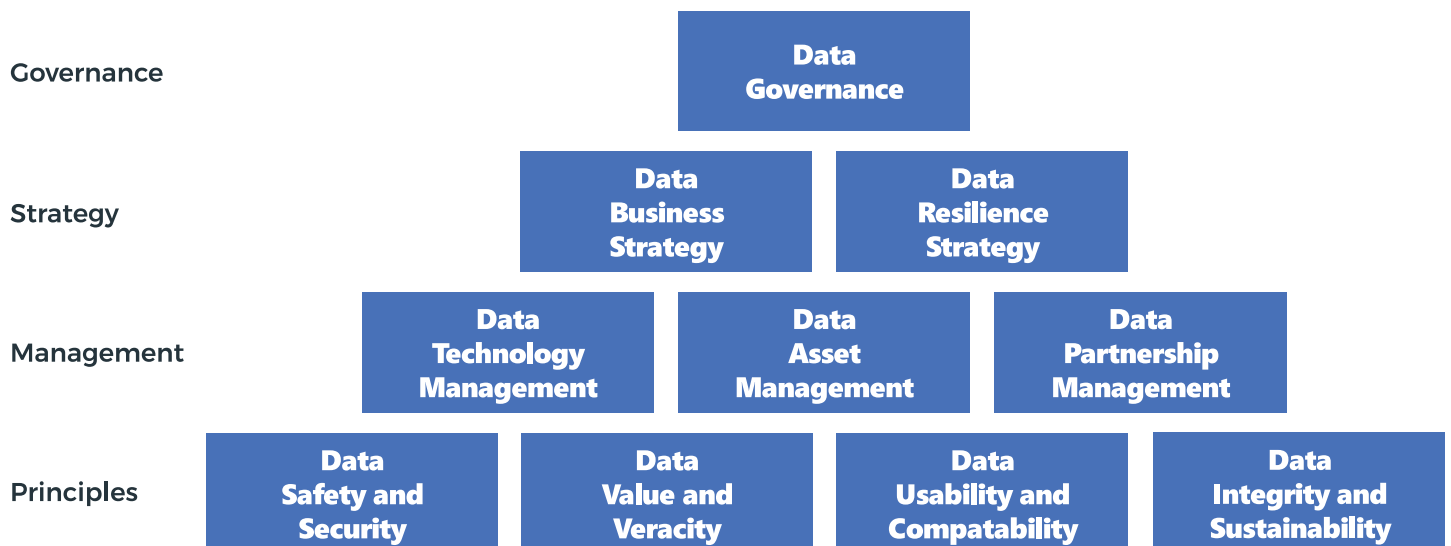 Governance
Data
Governance
Strategy
Data
Business
Strategy
Data
Resilience
Strategy
Management
Data
Technology
Management
Data
Asset
Management
Data
Partnership
Management
Principles
Data
Safety and
Security
Data
Value and
Veracity
Data
Usability and
Compatability
Data
Integrity and
Sustainability